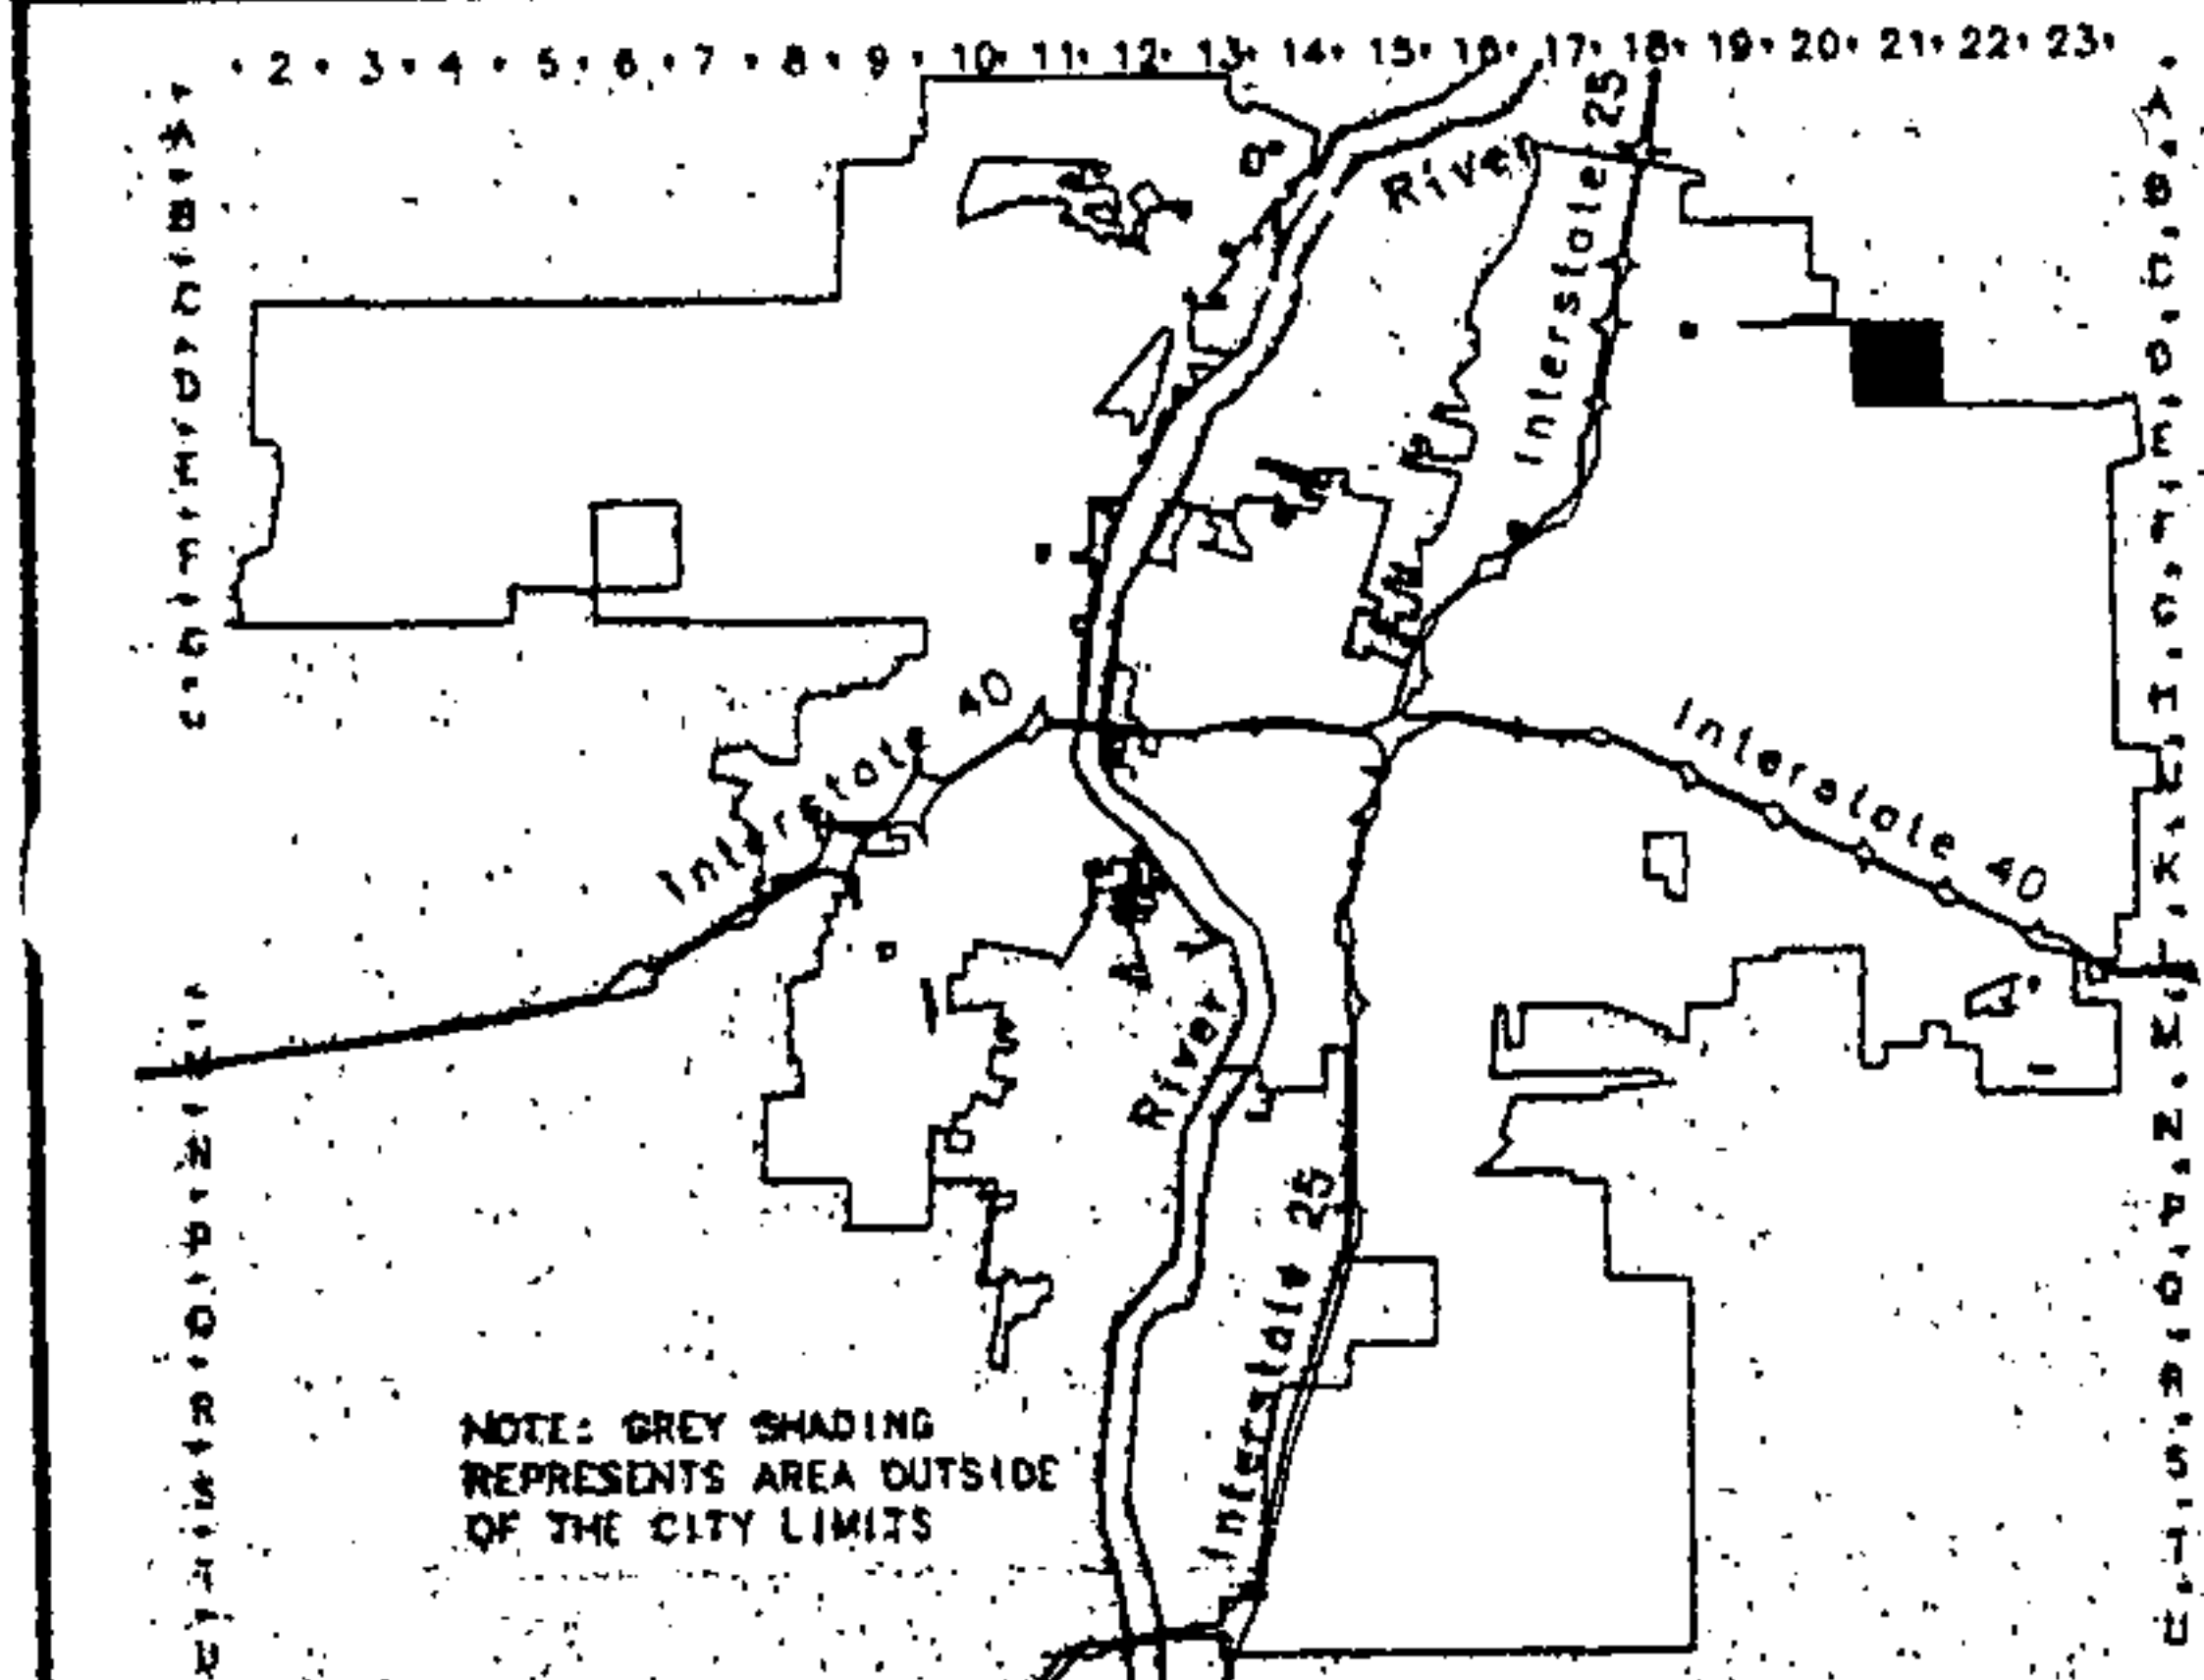 2 3 4 5 6 7 8 9 10 11 12 13 14 15 16 17 18 19 20 21 22 23
A
B
C
D
E
F
G
A
B
C
D
E
F
G
H
J
K
L
M
N
P
Q
R
S
T
U
River
Interstate 25
Interstate 40
Interstate 40
River
Interstate 25
M
N
P
Q
R
S
T
U
NOTE: GREY SHADING
REPRESENTS AREA OUTSIDE
OF THE CITY LIMITS